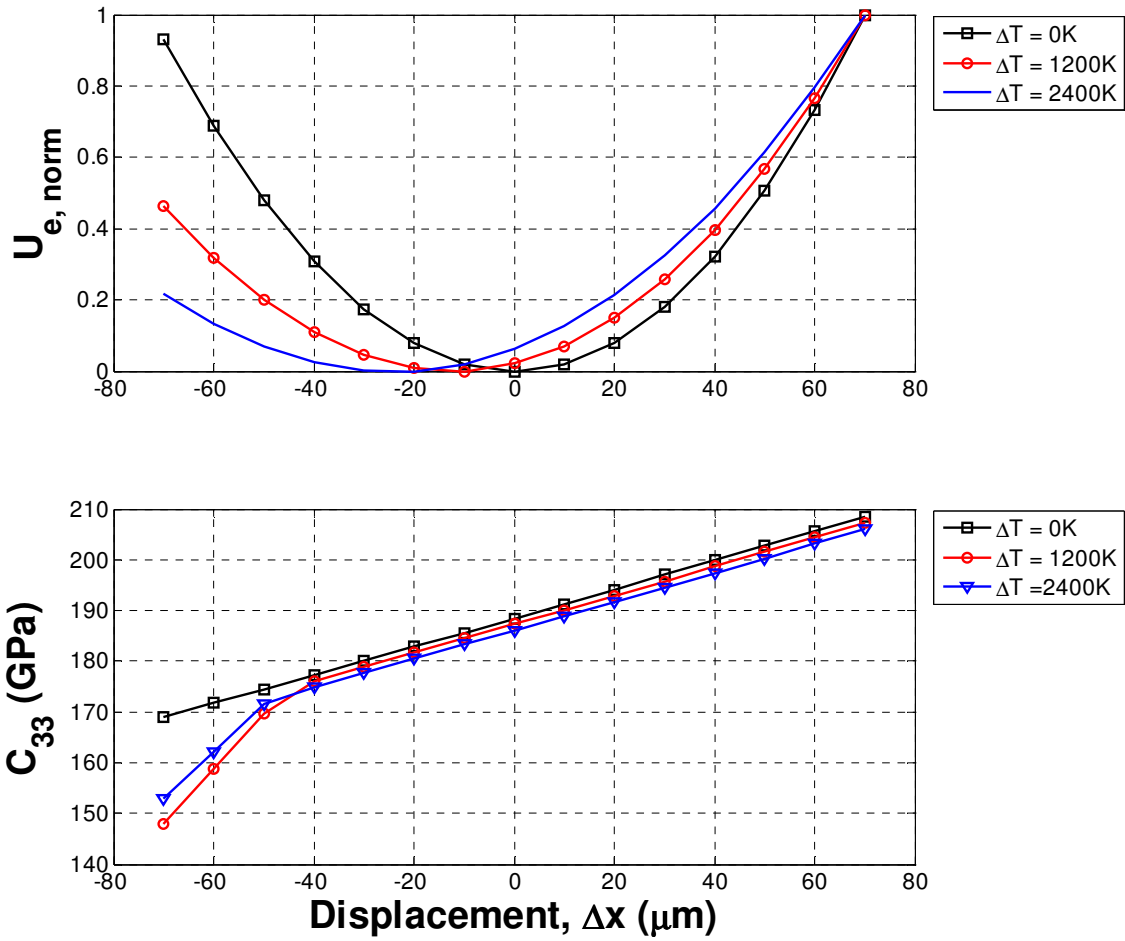 1
0.8
0.6
0.4
0.2
0
U e, norm
-80 -60 -40 -20 0 20 40 60 80
ΔT = 0K
ΔT = 1200K
ΔT = 2400K
210
200
190
180
170
160
150
140
C33 (GPa)
-80 -60 -40 -20 0 20 40 60 80
Displacement, Δx (μm)
ΔT = 0K
ΔT = 1200K
ΔT =2400K